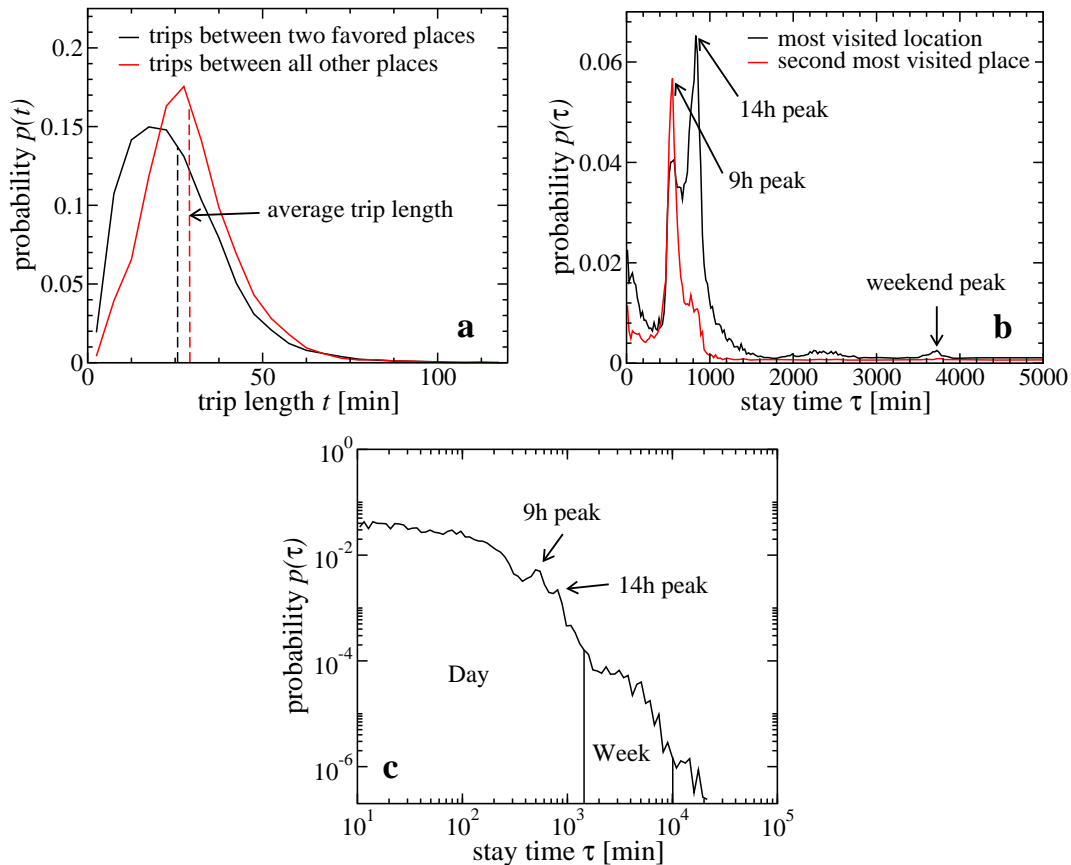 trips between two favored places
trips between all other places
average trip length
a
0
0.05
0.1
0.15
0.2
probability p(t)
0
50
100
trip length t [min]
most visited location
second most visited place
14h peak
9h peak
weekend peak
b
0
0.02
0.04
0.06
probability p(τ)
0
1000
2000
3000
4000
5000
stay time τ [min]
9h peak
14h peak
Day
Week
c
10^0
10^-2
10^-4
10^-6
probability p(τ)
10^1
10^2
10^3
10^4
10^5
stay time τ [min]